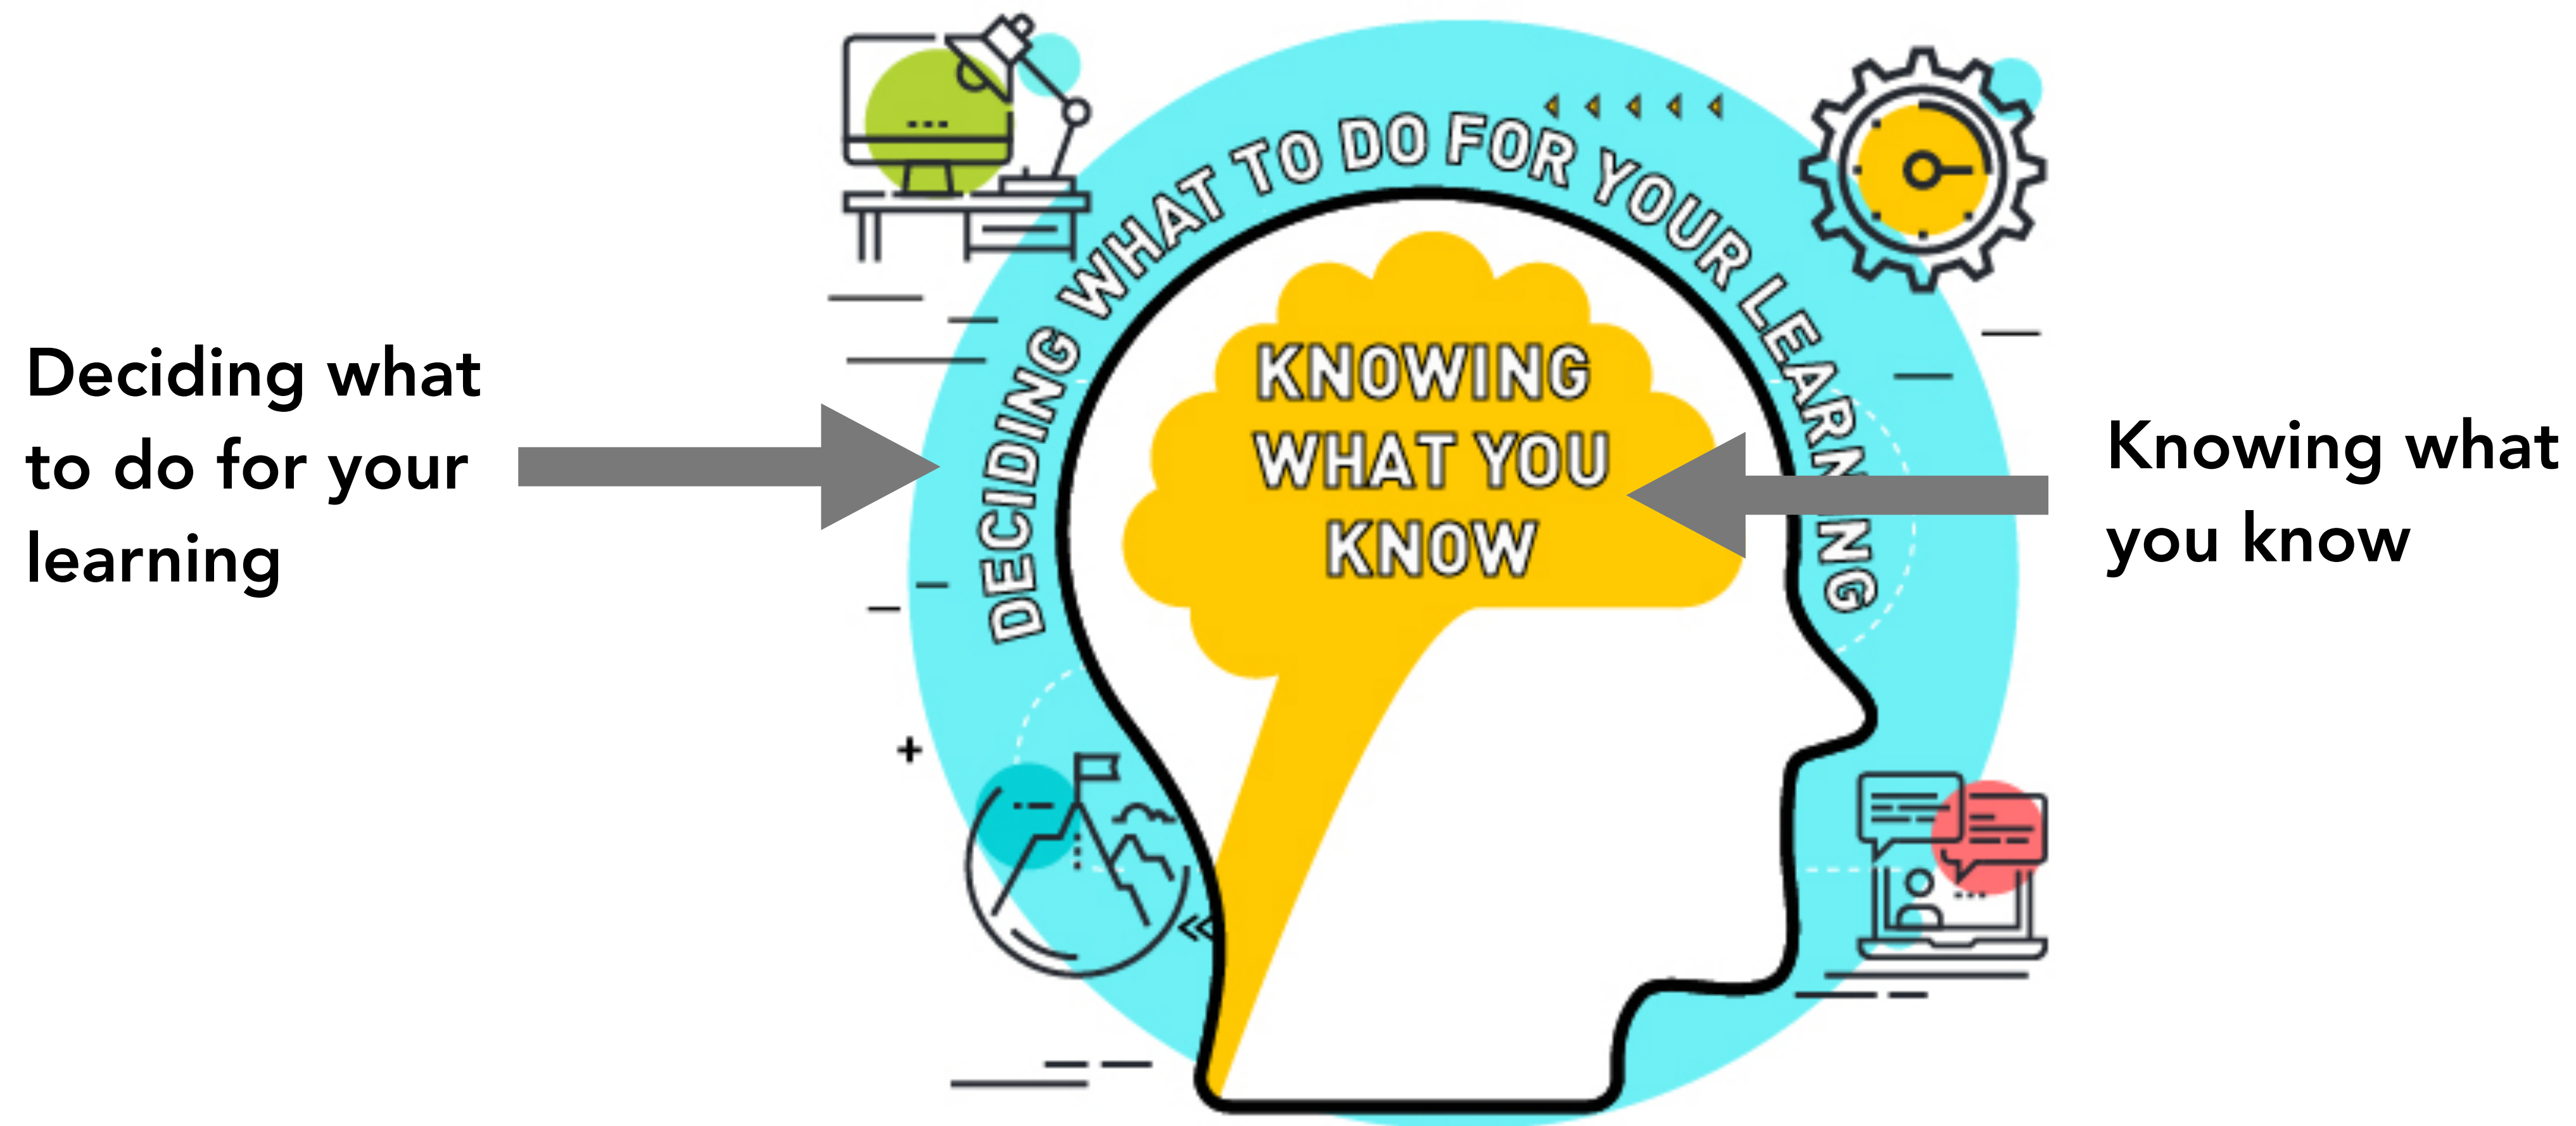 DECIDING WHAT TO DO FOR YOUR LEARNING
Deciding what
to do for your
learning
KNOWING
WHAT YOU
KNOW
Knowing what
you know